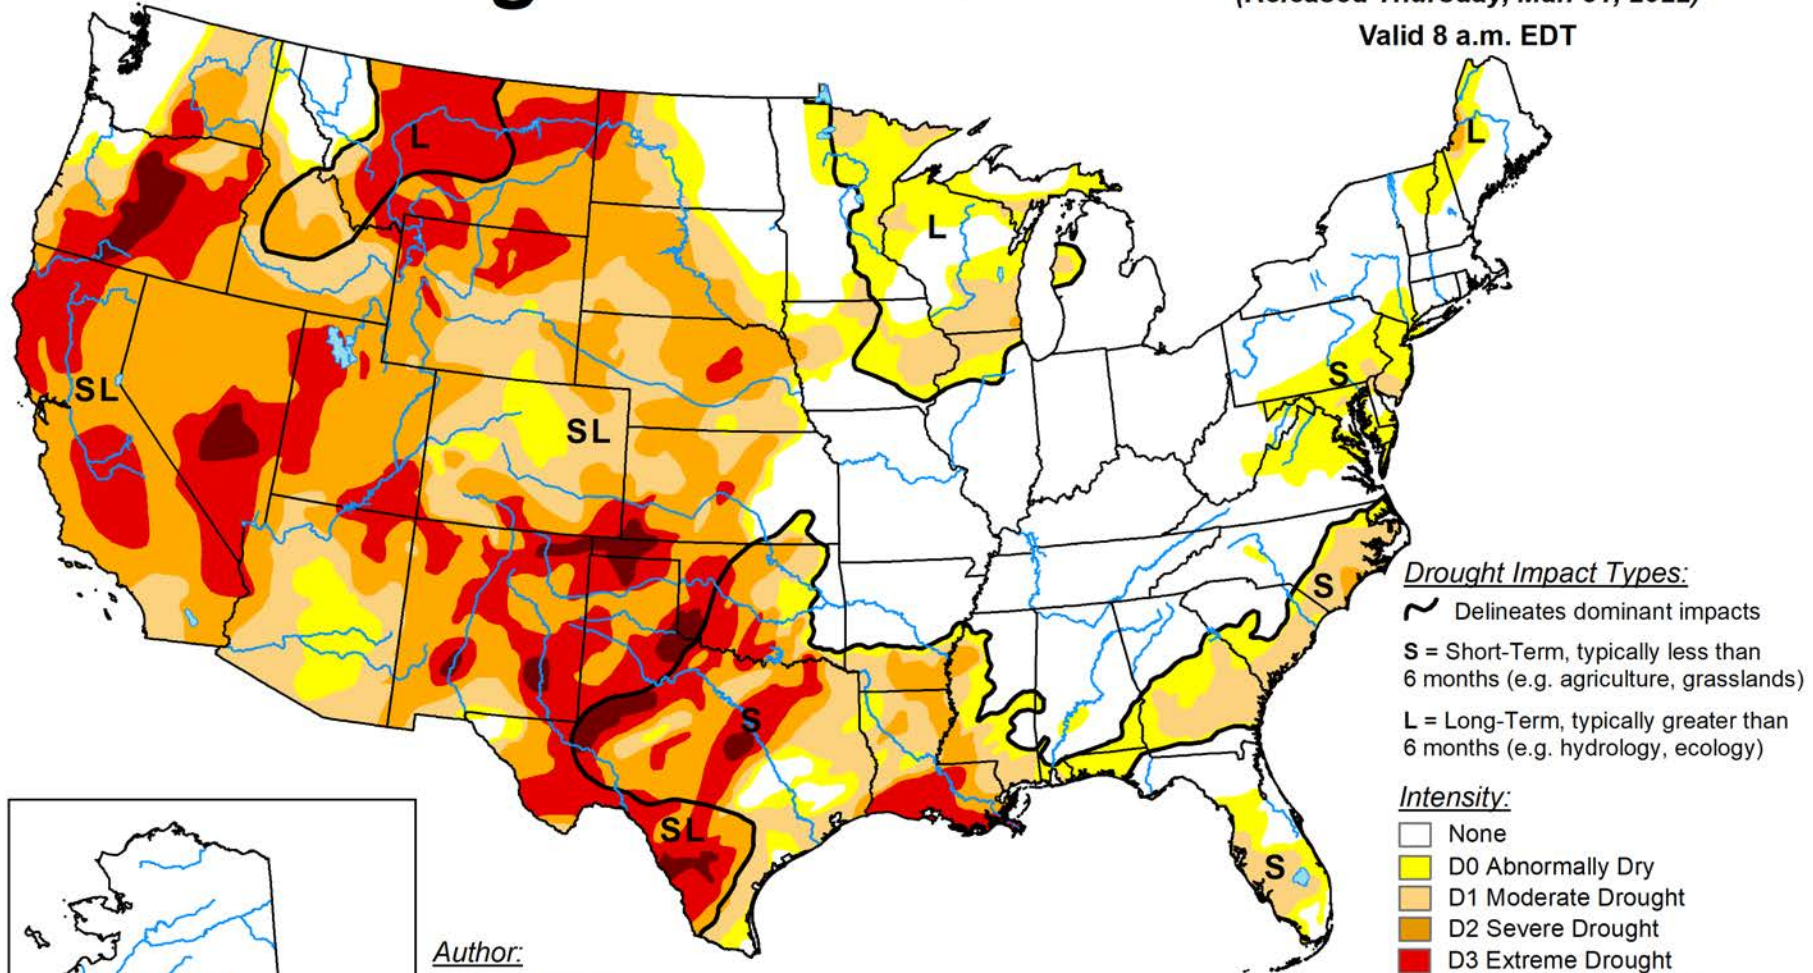 Valid 8 a.m. EDT
L
L
L
SL
SL
S
S
S
SL
S
Drought Impact Types:
Delineates dominant impacts
S = Short-Term, typically less than
6 months (e.g. agriculture, grasslands)
L = Long-Term, typically greater than
6 months (e.g. hydrology, ecology)
Intensity:
None
D0 Abnormally Dry
D1 Moderate Drought
D2 Severe Drought
D3 Extreme Drought
Author: